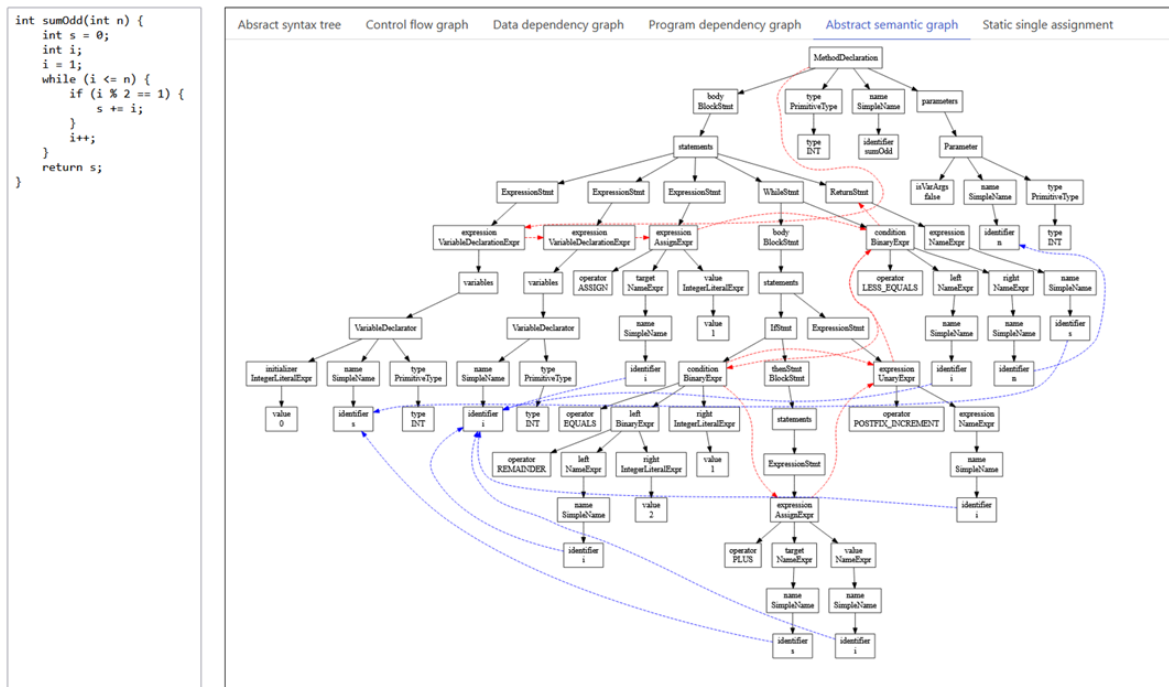 int sumOdd(int n) {
    int s = 0;
    int i;
    i = 1;
    while (i <= n) {
        if (i % 2 == 1) {
            s += i;
        }
        i++;
    }
    return s;
}
Absract syntax tree Control flow graph Data dependency graph Program dependency graph Abstract semantic graph Static single assignment
MethodDeclaration
body type name parameters
BlockStmt PrimitiveType SimpleName
statements type identifier Parameter
INT sumOdd
ExpressionStmt ExpressionStmt ExpressionStmt WhileStmt ReturnStmt isVarArgs name type
false SimpleName PrimitiveType
expression expression expression body condition expression identifier type
VariableDeclarationExpr VariableDeclarationExpr AssignExpr BlockStmt BinaryExpr NameExpr n INT
variables variables operator target value statements operator left right name
ASSIGN NameExpr IntegerLiteralExpr LESS_EQUALS NameExpr NameExpr SimpleName
VariableDeclarator VariableDeclarator name value IfStmt ExpressionStmt name name identifier
SimpleName 1 SimpleName SimpleName s
initializer name type name type identifier condition thenStmt expression identifier identifier
IntegerLiteralExpr SimpleName PrimitiveType SimpleName PrimitiveType i BinaryExpr BlockStmt UnaryExpr i n
value identifier type identifier type operator left right statements operator expression
0 s INT i INT EQUALS BinaryExpr IntegerLiteralExpr POSTFIX_INCREMENT NameExpr
operator left right value ExpressionStmt name
REMAINDER NameExpr IntegerLiteralExpr 1 SimpleName
name value expression identifier
SimpleName 2 AssignExpr i
identifier operator target value
i PLUS NameExpr NameExpr
name name
SimpleName SimpleName
identifier identifier
s i